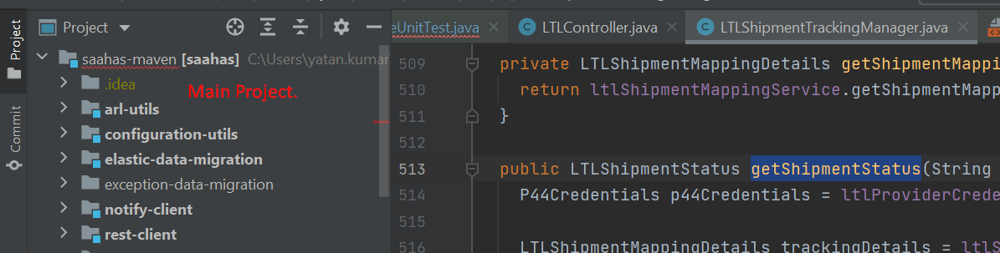 Project
Commit
Project
saahas-maven [saahas] C:\Users\yatan.kumar
.idea
Main Project.
arl-utils
configuration-utils
elastic-data-migration
exception-data-migration
notify-client
rest-client
eUnitTest.java
LTLController.java
LTLShipmentTrackingManager.java
509 private LTLShipmentMappingDetails getShipmentMappi
510 return ltlShipmentMappingService.getShipmentMapp
511 }
512
513 public LTLShipmentStatus getShipmentStatus(String
514 P44Credentials p44Credentials = ltlProviderCrede
515
516 LTLShipmentMappingDetails trackingDetails = ltlS